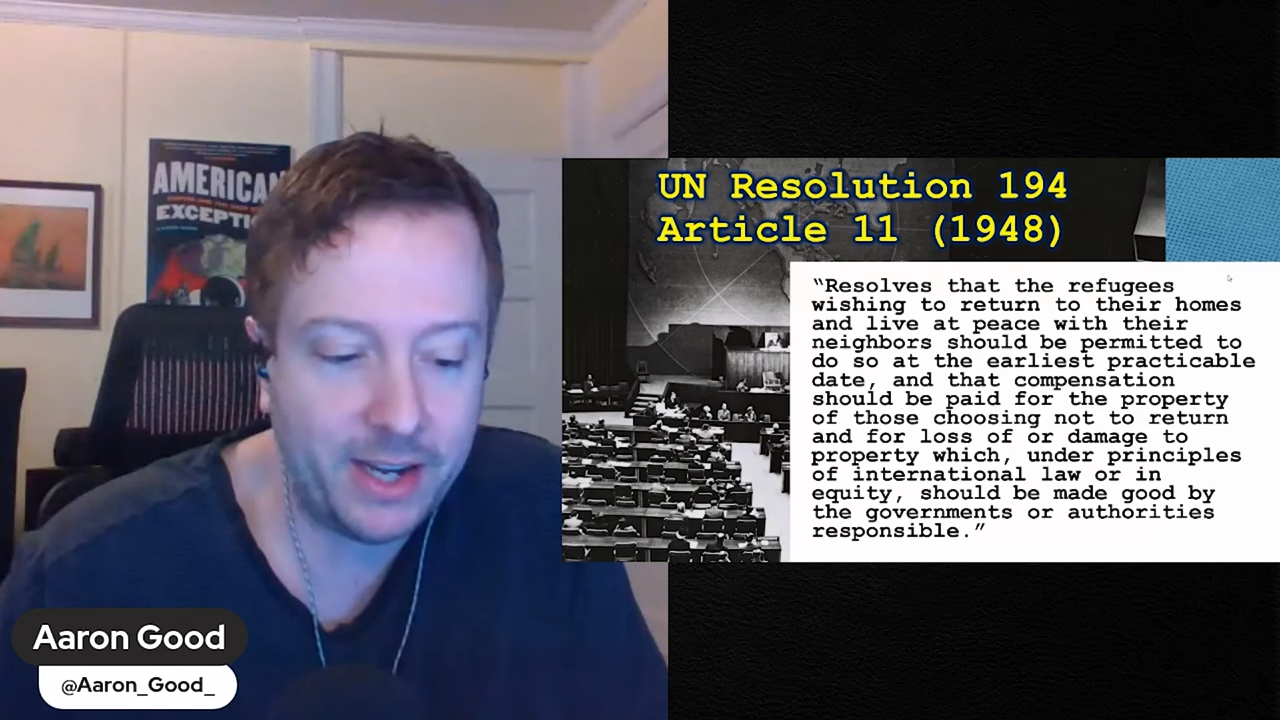 AMERICAN
EXCEPTI
UN Resolution 194
Article 11 (1948)
“Resolves that the refugees
wishing to return to their homes
and live at peace with their
neighbors should be permitted to
do so at the earliest practicable
date, and that compensation
should be paid for the property
of those choosing not to return
and for loss of or damage to
property which, under principles
of international law or in
equity, should be made good by
the governments or authorities
responsible.”
Aaron Good
@Aaron_Good_